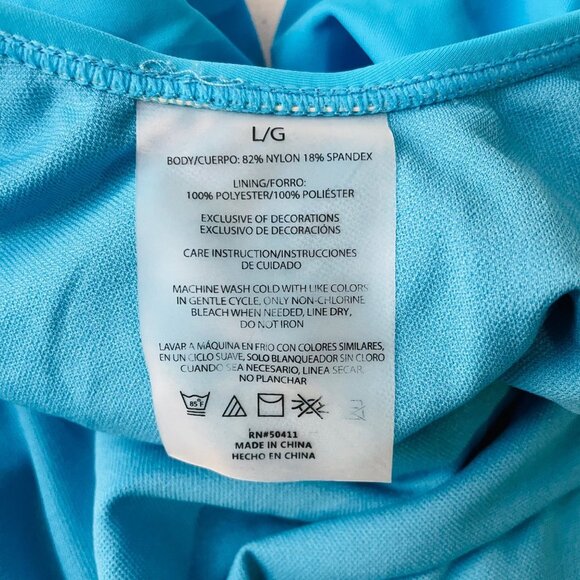 L/G
BODY/CUERPO: 82% NYLON 18% SPANDEX
LINING/FORRO:
100% POLYESTER/100% POLIÉSTER
EXCLUSIVE OF DECORATIONS
EXCLUSIVO DE DECORACIÓNS
CARE INSTRUCTION/INSTRUCCIONES
DE CUIDADO
MACHINE WASH COLD WITH LIKE COLORS
IN GENTLE CYCLE, ONLY NON-CHLORINE
BLEACH WHEN NEEDED, LINE DRY,
DO NOT IRON
LAVAR A MÁQUINA EN FRIO CON COLORES SIMILARES,
EN UN CICLO SUAVE, SOLO BLANQUEADOR SIN CLORO
CUANDO SEA NECESARIO, LINEA SECAR,
NO PLANCHAR
85°F
RN#50411
MADE IN CHINA
HECHO EN CHINA